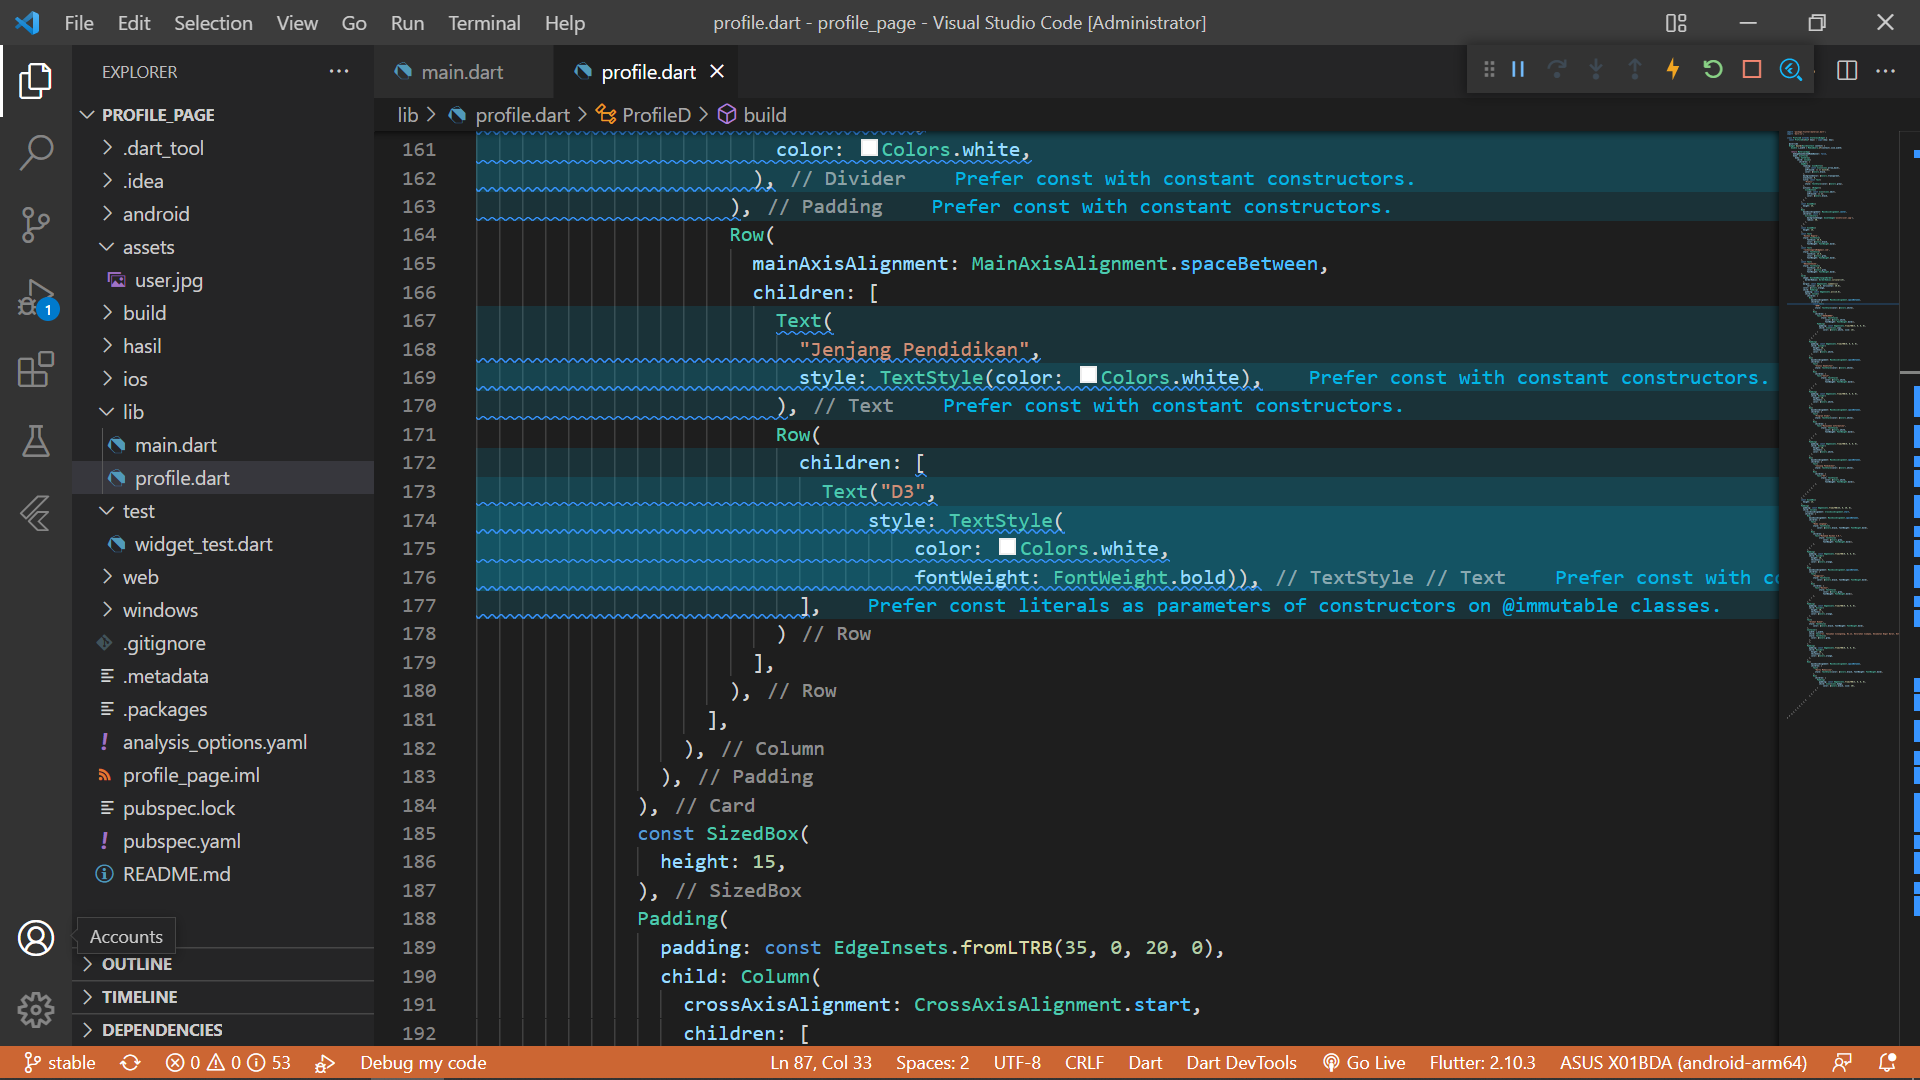 File Edit Selection View Go Run Terminal Help
profile.dart - profile_page - Visual Studio Code [Administrator]
EXPLORER
PROFILE_PAGE
.dart_tool
.idea
android
assets
user.jpg
build
hasil
ios
lib
main.dart
profile.dart
test
widget_test.dart
web
windows
.gitignore
.metadata
.packages
analysis_options.yaml
profile_page.iml
pubspec.lock
pubspec.yaml
README.md
Accounts
OUTLINE
TIMELINE
DEPENDENCIES
1
main.dart
profile.dart
lib > profile.dart > ProfileD > build
161 color: Colors.white,
162 ), // Divider Prefer const with constant constructors.
163 ), // Padding Prefer const with constant constructors.
164 Row(
165 mainAxisAlignment: MainAxisAlignment.spaceBetween,
166 children: [
167 Text(
168 "Jenjang Pendidikan",
169 style: TextStyle(color: Colors.white), Prefer const with constant constructors.
170 ), // Text Prefer const with constant constructors.
171 Row(
172 children: [
173 Text("D3",
174 style: TextStyle(
175 color: Colors.white,
176 fontWeight: FontWeight.bold)), // TextStyle // Text Prefer const with c
177 ], Prefer const literals as parameters of constructors on @immutable classes.
178 ) // Row
179 ],
180 ), // Row
181 ],
182 ), // Column
183 ), // Padding
184 ), // Card
185 const SizedBox(
186 height: 15,
187 ), // SizedBox
188 Padding(
189 padding: const EdgeInsets.fromLTRB(35, 0, 20, 0),
190 child: Column(
191 crossAxisAlignment: CrossAxisAlignment.start,
192 children: [
stable 0 0 53 Debug my code Ln 87, Col 33 Spaces: 2 UTF-8 CRLF Dart Dart DevTools Go Live Flutter: 2.10.3 ASUS X01BDA (android-arm64)